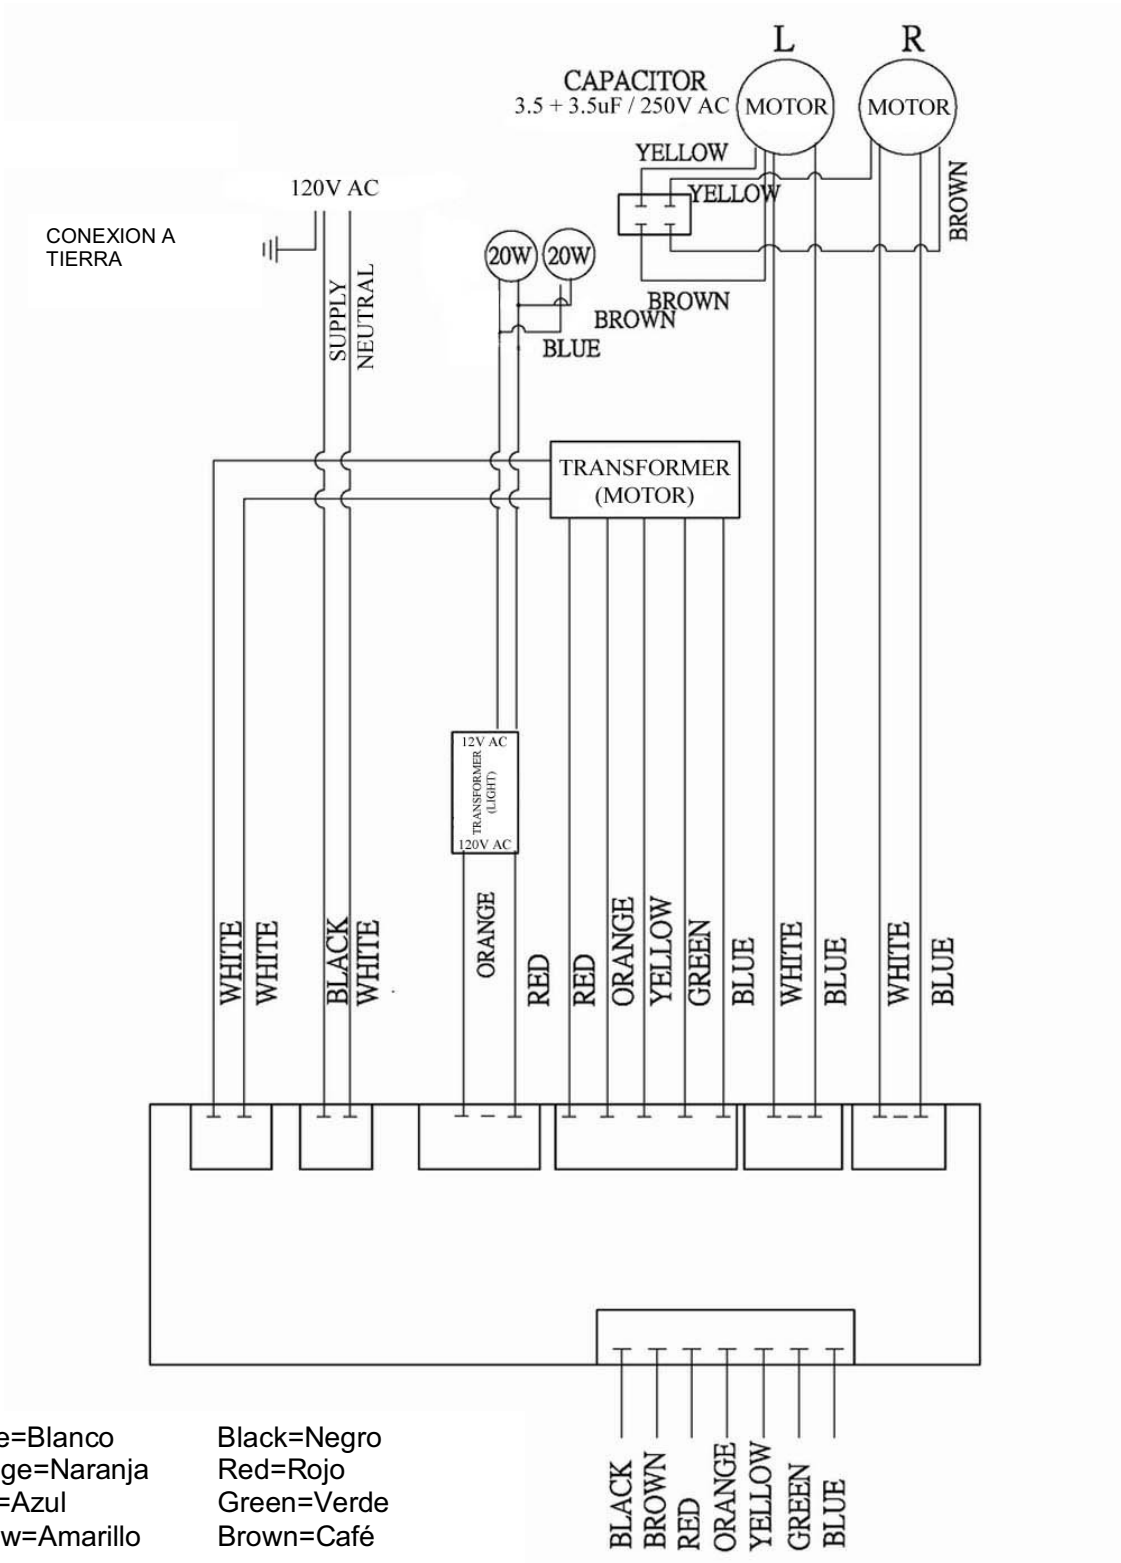 L
R
CAPACITOR
3.5 + 3.5uF / 250V AC
MOTOR
MOTOR
YELLOW
YELLOW
BROWN
120V AC
CONEXION A
TIERRA
20W
20W
SUPPLY
NEUTRAL
BROWN
BROWN
BLUE
TRANSFORMER
(MOTOR)
12V AC
TRANSFORMER
(LIGHT)
120V AC
WHITE
WHITE
BLACK
WHITE
ORANGE
RED
RED
ORANGE
YELLOW
GREEN
BLUE
WHITE
BLUE
WHITE
BLUE
e=Blanco
Black=Negro
ge=Naranja
Red=Rojo
=Azul
Green=Verde
w=Amarillo
Brown=Café
BLACK
BROWN
RED
ORANGE
YELLOW
GREEN
BLUE